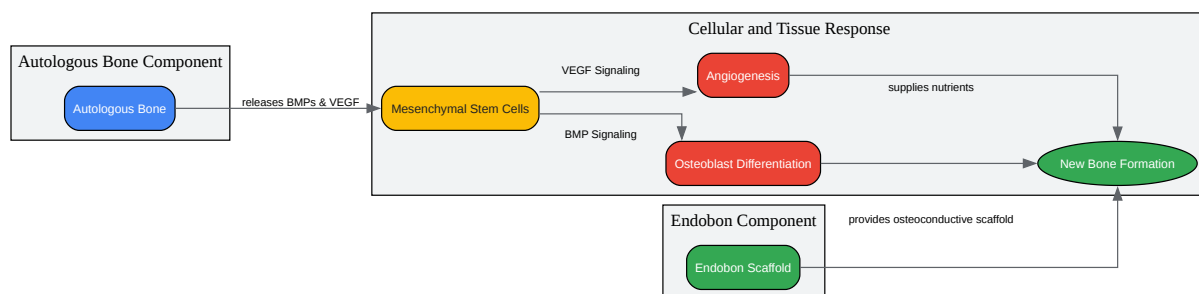 Cellular and Tissue Response
Autologous Bone Component
VEGF Signaling
Angiogenesis
supplies nutrients
Autologous Bone
releases BMPs & VEGF
Mesenchymal Stem Cells
BMP Signaling
Osteoblast Differentiation
New Bone Formation
Endobon Component
provides osteoconductive scaffold
Endobon Scaffold